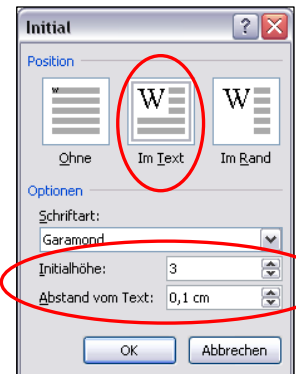 Initial
Position
W W W
Ohne Im Text Im Rand
Optionen
Schriftart:
Garamond
Initialhöhe: 3
Abstand vom Text: 0,1 cm
OK Abbrechen